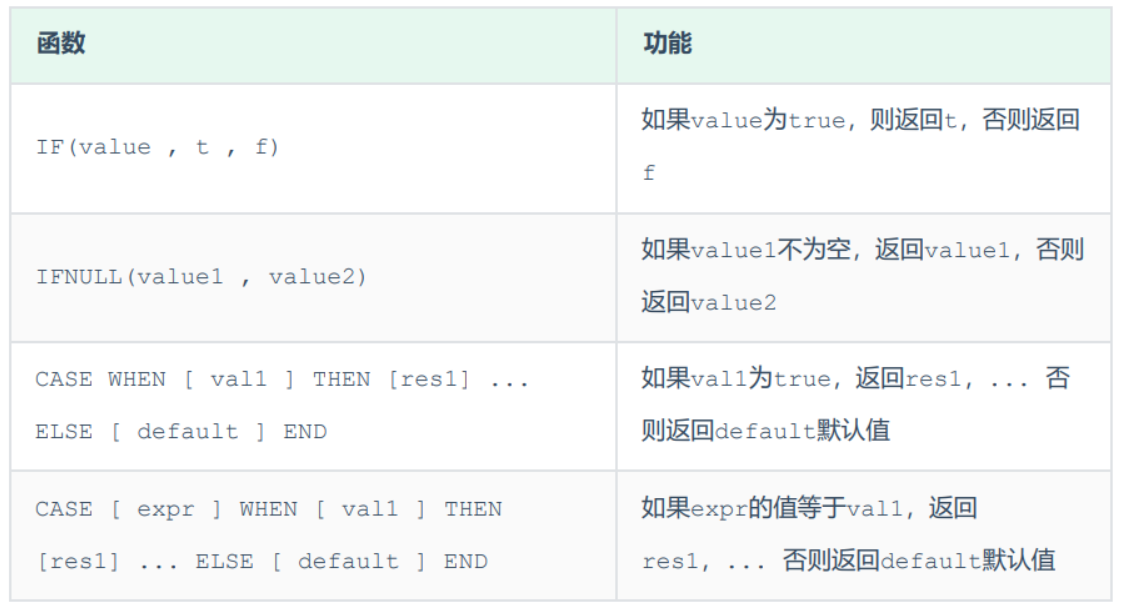 函数
功能
IF(value , t , f)
如果value为true，则返回t，否则返回
f
IFNULL(value1 , value2)
如果value1不为空，返回value1，否则
返回value2
CASE WHEN [ val1 ] THEN [res1] ...
ELSE [ default ] END
如果val1为true，返回res1，... 否
则返回default默认值
CASE [ expr ] WHEN [ val1 ] THEN
[res1] ... ELSE [ default ] END
如果expr的值等于val1，返回
res1，... 否则返回default默认值